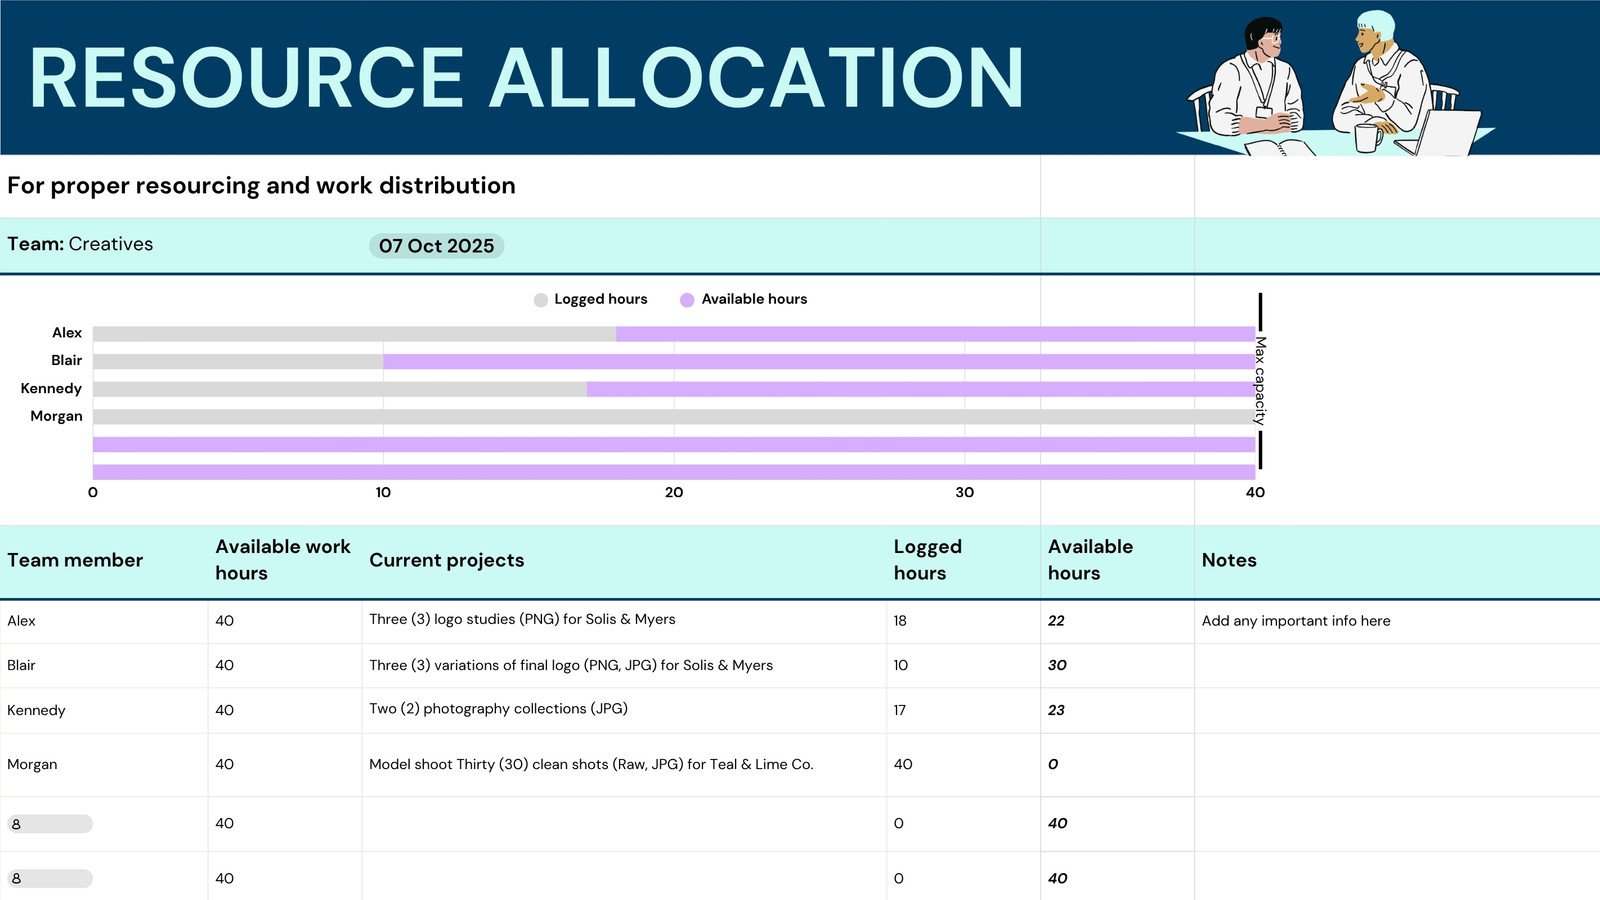 RESOURCE ALLOCATION
For proper resourcing and work distribution
Team: Creatives
07 Oct 2025
Logged hours
Available hours
Alex
Blair
Kennedy
Morgan
Max capacity
0 10 20 30 40
Team member
Available work hours
Current projects
Logged hours
Available hours
Notes
Alex 40 Three (3) logo studies (PNG) for Solis & Myers 18 22 Add any important info here
Blair 40 Three (3) variations of final logo (PNG, JPG) for Solis & Myers 10 30
Kennedy 40 Two (2) photography collections (JPG) 17 23
Morgan 40 Model shoot Thirty (30) clean shots (Raw, JPG) for Teal & Lime Co. 40 0
40 0 40
40 0 40